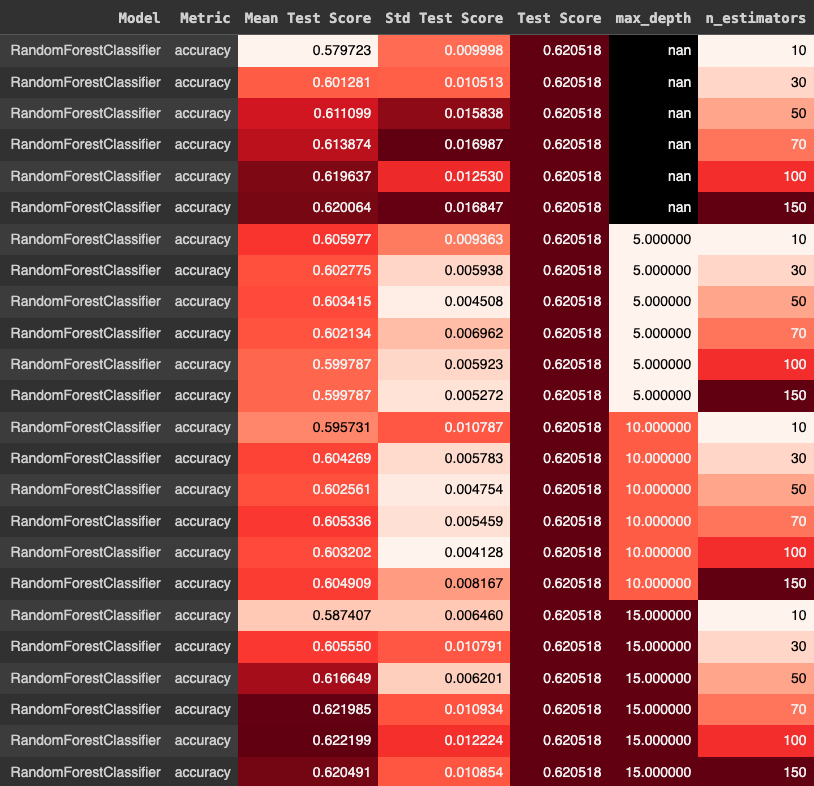 Model Metric Mean Test Score Std Test Score Test Score max_depth n_estimators
RandomForestClassifier accuracy 0.579723 0.009998 0.620518 nan 10
RandomForestClassifier accuracy 0.601281 0.010513 0.620518 nan 30
RandomForestClassifier accuracy 0.611099 0.015838 0.620518 nan 50
RandomForestClassifier accuracy 0.613874 0.016987 0.620518 nan 70
RandomForestClassifier accuracy 0.619637 0.012530 0.620518 nan 100
RandomForestClassifier accuracy 0.620064 0.016847 0.620518 nan 150
RandomForestClassifier accuracy 0.605977 0.009363 0.620518 5.000000 10
RandomForestClassifier accuracy 0.602775 0.005938 0.620518 5.000000 30
RandomForestClassifier accuracy 0.603415 0.004508 0.620518 5.000000 50
RandomForestClassifier accuracy 0.602134 0.006962 0.620518 5.000000 70
RandomForestClassifier accuracy 0.599787 0.005923 0.620518 5.000000 100
RandomForestClassifier accuracy 0.599787 0.005272 0.620518 5.000000 150
RandomForestClassifier accuracy 0.595731 0.010787 0.620518 10.000000 10
RandomForestClassifier accuracy 0.604269 0.005783 0.620518 10.000000 30
RandomForestClassifier accuracy 0.602561 0.004754 0.620518 10.000000 50
RandomForestClassifier accuracy 0.605336 0.005459 0.620518 10.000000 70
RandomForestClassifier accuracy 0.603202 0.004128 0.620518 10.000000 100
RandomForestClassifier accuracy 0.604909 0.008167 0.620518 10.000000 150
RandomForestClassifier accuracy 0.587407 0.006460 0.620518 15.000000 10
RandomForestClassifier accuracy 0.605550 0.010791 0.620518 15.000000 30
RandomForestClassifier accuracy 0.616649 0.006201 0.620518 15.000000 50
RandomForestClassifier accuracy 0.621985 0.010934 0.620518 15.000000 70
RandomForestClassifier accuracy 0.622199 0.012224 0.620518 15.000000 100
RandomForestClassifier accuracy 0.620491 0.010854 0.620518 15.000000 150